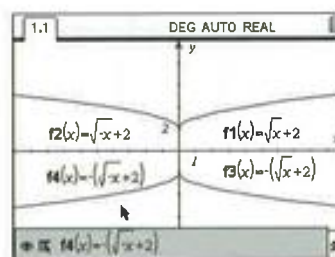 1.1 DEG AUTO REAL
y
f2(x)=√-x+2 2 f1(x)=√x+2
1
f4(x)=-(√-x+2) f3(x)=-(√x+2)
f4(x)=-(√-x+2)